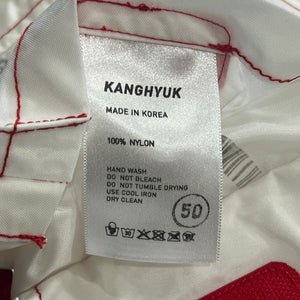 KANGHYUK
MADE IN KOREA
100% NYLON
HAND WASH
DO NOT BLEACH
DO NOT TUMBLE DRYING
USE COOL IRON
DRY CLEAN
50